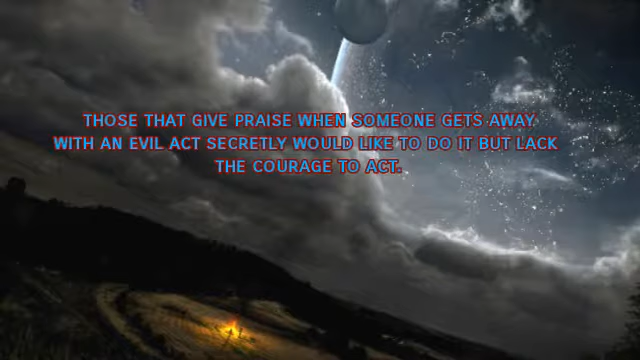 THOSE THAT GIVE PRAISE WHEN SOMEONE GETS AWAY
WITH AN EVIL ACT SECRETLY WOULD LIKE TO DO IT BUT LACK
THE COURAGE TO ACT.